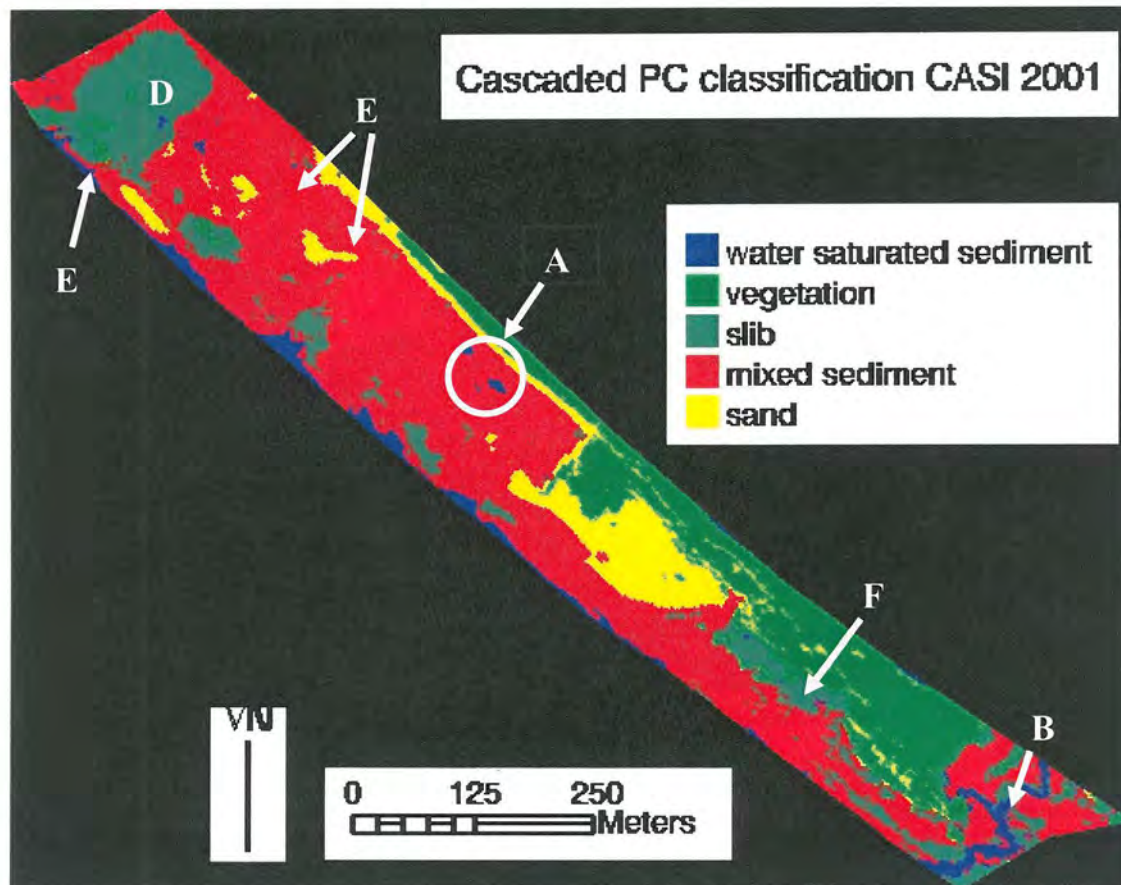 Cascaded PC classification CASI 2001
D
E
E
A
water saturated sediment
vegetation
slib
mixed sediment
sand
F
B
0 125 250
Meters